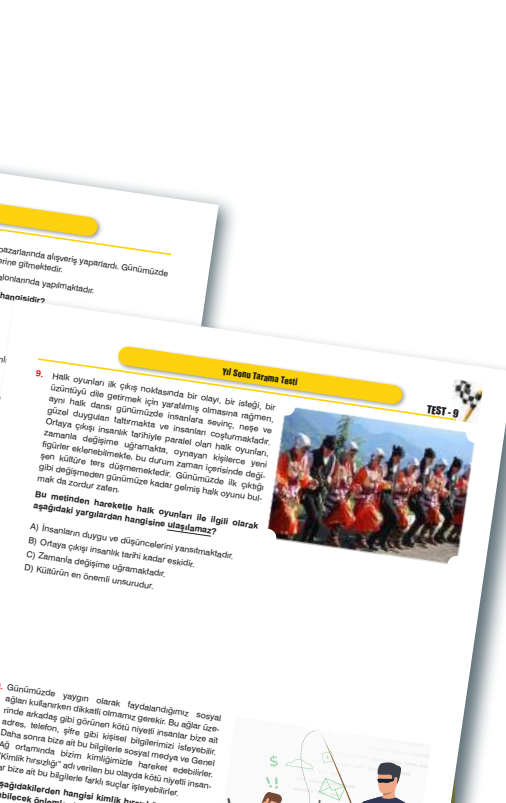 pazarlarında alışveriş yaparlardı. Günümüzde
erine gitmektedir.
alonlarında yapılmaktadır.
hangisidir?
Yıl Sonu Tarama Testi
TEST - 9
9. Halk oyunları ilk çıkış noktasında bir olayı, bir isteği, bir
üzüntüyü dile getirmek için yaratılmış olmasına rağmen,
aynı halk dansı günümüzde insanlara sevinç, neşe ve
güzel duyguları tattırmakta ve insanları coşturmaktadır.
Ortaya çıkışı insanlık tarihiyle paralel olan halk oyunları,
zamanla değişime uğramakta, oynayan kişilerce yeni
figürler eklenebilmekte, bu durum zaman içerisinde deği-
şen kültüre ters düşmemektedir. Günümüzde ilk çıktığı
gibi değişmeden günümüze kadar gelmiş halk oyunu bul-
mak da zordur zaten.
Bu metinden hareketle halk oyunları ile ilgili olarak
aşağıdaki yargılardan hangisine ulaşılamaz?
A) İnsanların duygu ve düşüncelerini yansıtmaktadır.
B) Ortaya çıkışı insanlık tarihi kadar eskidir.
C) Zamanla değişime uğramaktadır.
D) Kültürün en önemli unsurudur.
Günümüzde yaygın olarak faydalandığımız sosyal
ağları kullanırken dikkatli olmamız gerekir. Bu ağlar üze-
rinde arkadaş gibi görünen kötü niyetli insanlar bize ait
adres, telefon, şifre gibi kişisel bilgilerimizi isteyebilir.
Daha sonra bize ait bu bilgilerle sosyal medya ve Genel
Ağ ortamında bizim kimliğimizle hareket edebilirler.
"Kimlik hırsızlığı" adı verilen bu olayda kötü niyetli insan-
lar bize ait bu bilgilerle farklı suçlar işleyebilirler.
şağıdakilerden hangisi kimlik
bilecek